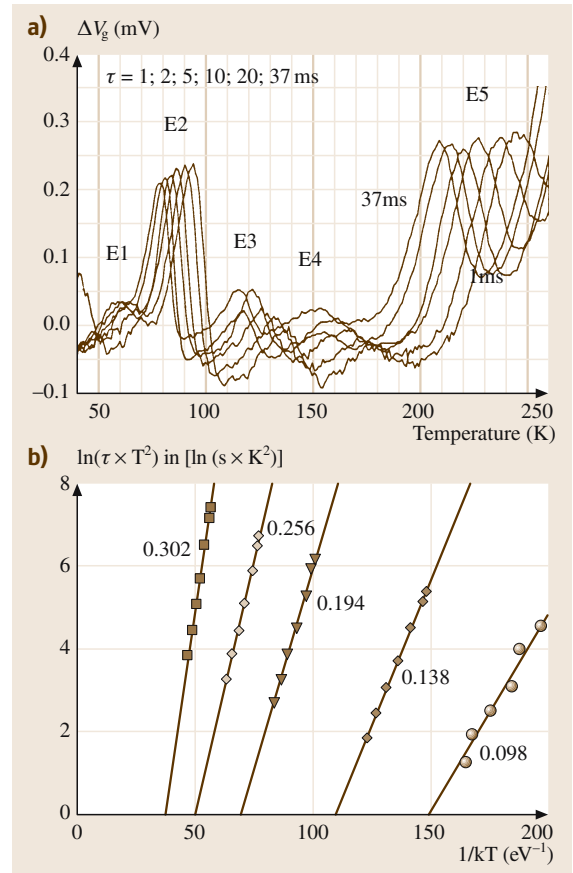 a)
ΔV_g (mV)
0.4
0.3
0.2
0.1
0.0
–0.1
τ = 1; 2; 5; 10; 20; 37 ms
E1
E2
E3
E4
E5
37ms
1ms
50 100 150 200 250
Temperature (K)
b)
ln(τ × T²) in [ln (s × K²)]
8
6
4
2
0
0.302
0.256
0.194
0.138
0.098
0 50 100 150 200
1/kT (eV⁻¹)